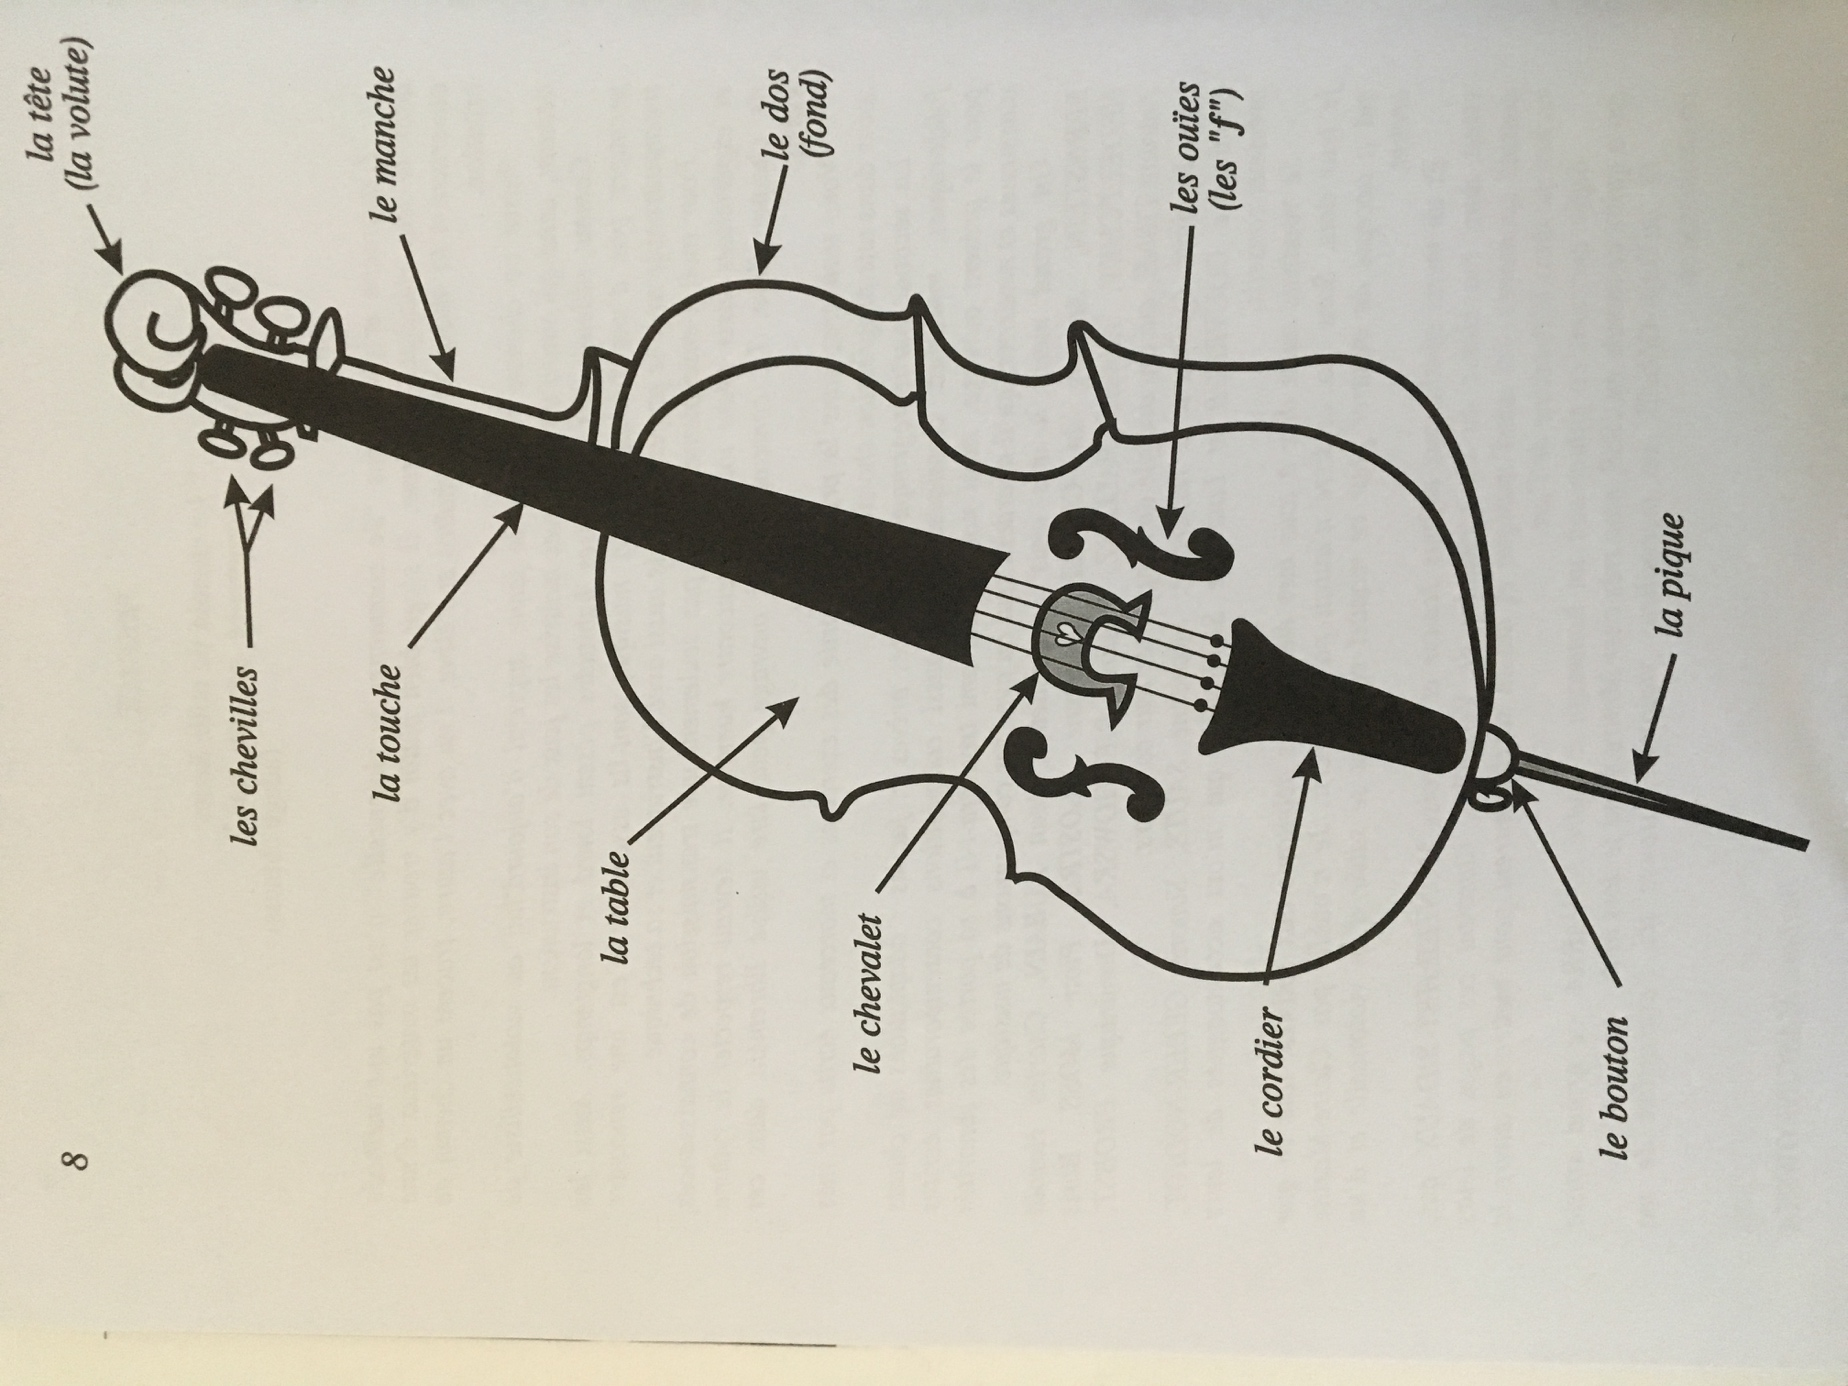 8
la tête
(la volute)
le manche
les chevilles
la touche
le dos
(fond)
la table
les ouïes
(les "f")
le chevalet
le cordier
la pique
le bouton